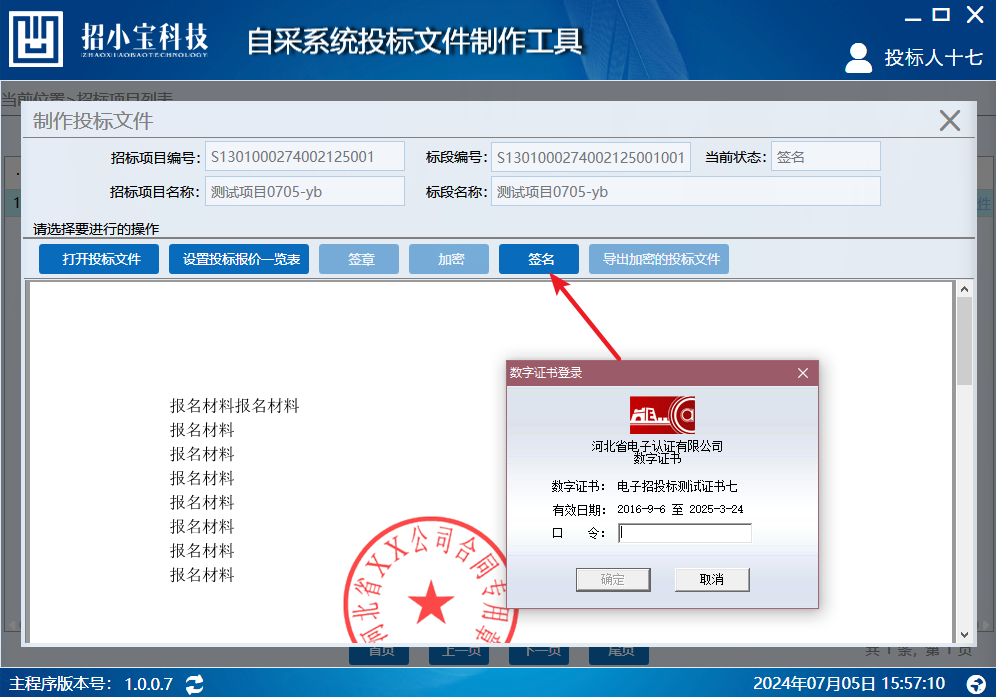 招小宝科技
ZHAOXIAOBAOTECHNOLOGY
自采系统投标文件制作工具
投标人十七
当前位置>招标项目列表
制作投标文件
招标项目编号： S1301000274002125001 标段编号： S1301000274002125001001 当前状态： 签名
招标项目名称： 测试项目0705-yb 标段名称： 测试项目0705-yb
请选择要进行的操作
打开投标文件 设置投标报价一览表 签章 加密 签名 导出加密的投标文件
报名材料报名材料
报名材料
报名材料
报名材料
报名材料
报名材料
报名材料
报名材料
河北省XX公司合同专用章
数字证书登录
河北省电子认证有限公司
数字证书
数字证书： 电子招投标测试证书七
有效日期： 2016-9-6 至 2025-3-24
口 令：
确定 取消
首页 上一页 下一页 尾页 共 1 条，第 1 页
主程序版本号： 1.0.0.7 2024年07月05日 15:57:10